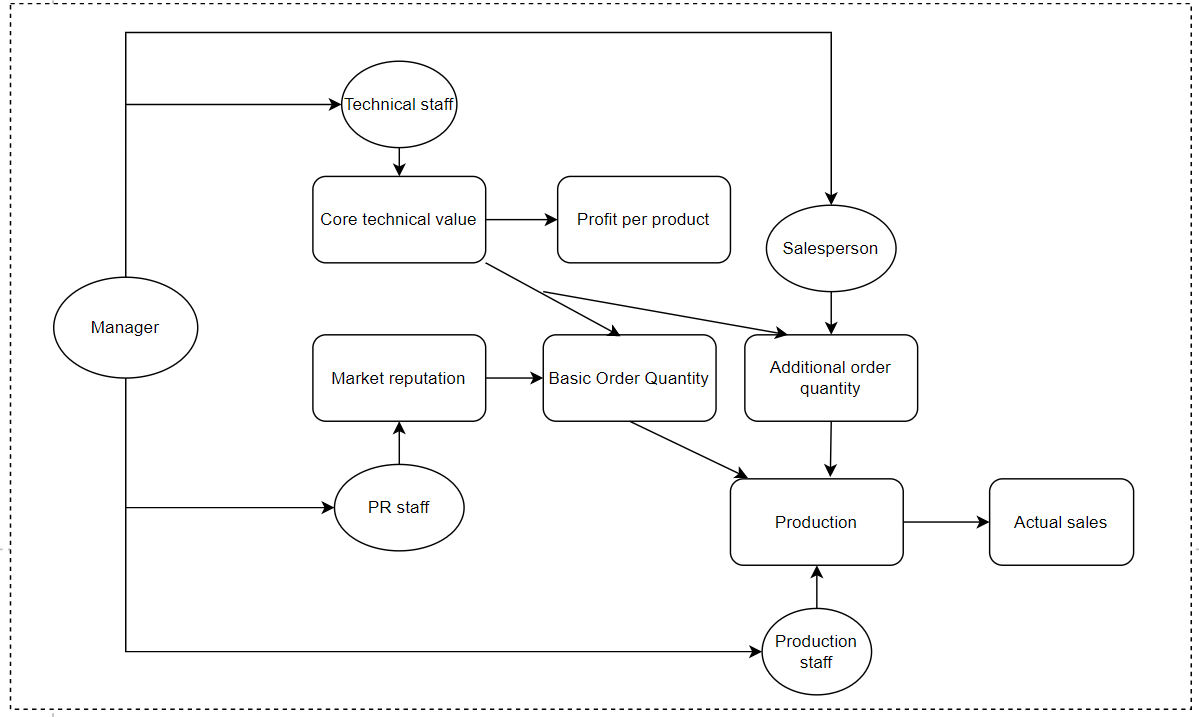 Technical staff
Core technical value
Profit per product
Salesperson
Manager
Market reputation
Basic Order Quantity
Additional order
quantity
PR staff
Production
Actual sales
Production
staff